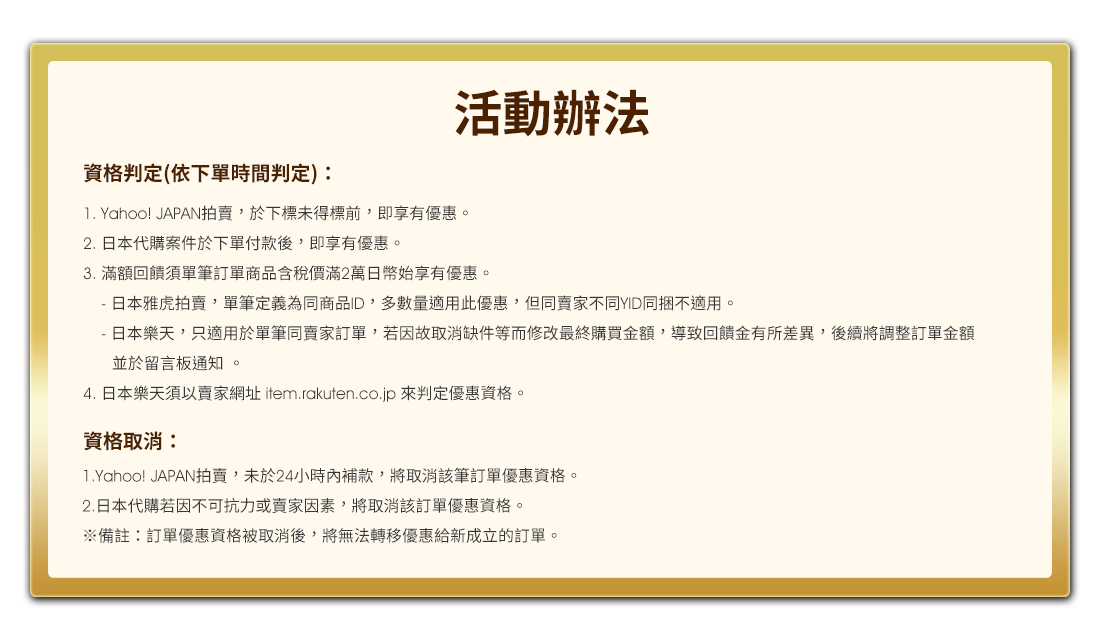 活動辦法
資格判定(依下單時間判定)：
1. Yahoo! JAPAN拍賣，於下標未得標前，即享有優惠。
2. 日本代購案件於下單付款後，即享有優惠。
3. 滿額回饋須單筆訂單商品含稅價滿2萬日幣始享有優惠。
- 日本雅虎拍賣，單筆定義為同商品ID，多數量適用此優惠，但同賣家不同YID同捆不適用。
- 日本樂天，只適用於單筆同賣家訂單，若因故取消缺件等而修改最終購買金額，導致回饋金有所差異，後續將調整訂單金額
並於留言板通知 。
4. 日本樂天須以賣家網址 item.rakuten.co.jp 來判定優惠資格。
資格取消：
1.Yahoo! JAPAN拍賣，未於24小時內補款，將取消該筆訂單優惠資格。
2.日本代購若因不可抗力或賣家因素，將取消該訂單優惠資格。
※備註：訂單優惠資格被取消後，將無法轉移優惠給新成立的訂單。